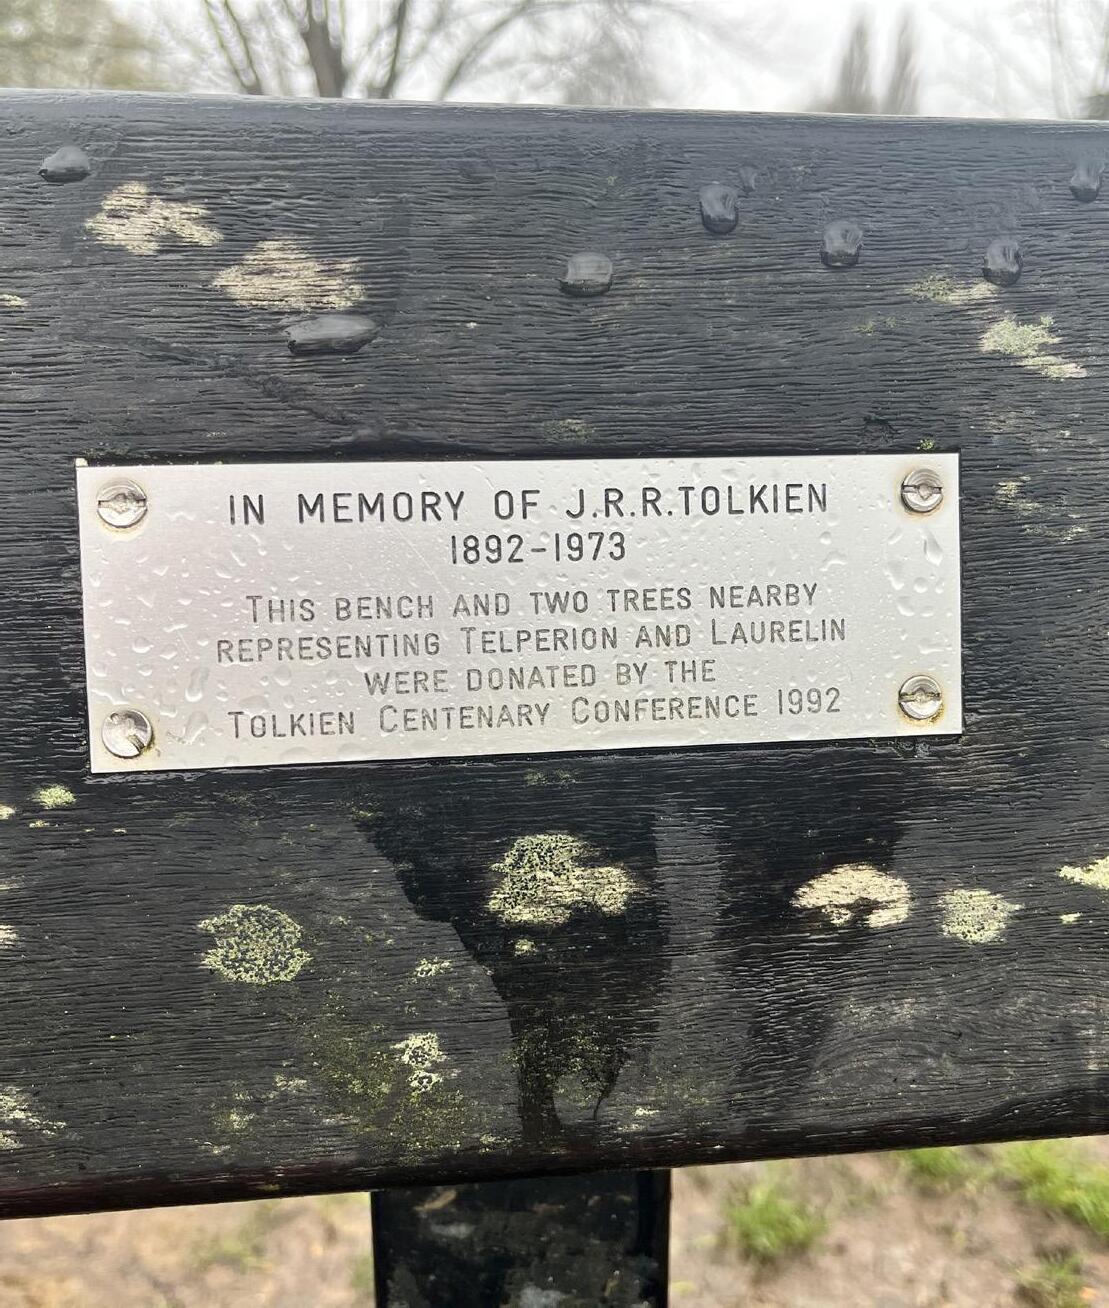 IN MEMORY OF J.R.R.TOLKIEN
1892-1973
THIS BENCH AND TWO TREES NEARBY
REPRESENTING TELPERION AND LAURELIN
WERE DONATED BY THE
TOLKIEN CENTENARY CONFERENCE 1992